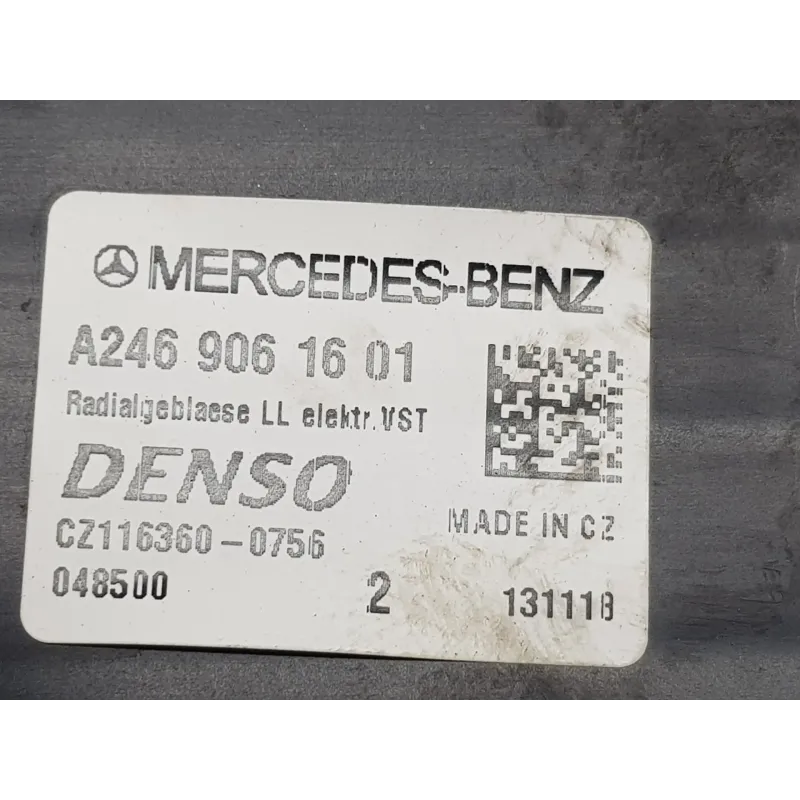 MERCEDES-BENZ
A246 906 16 01
Radialgeblaese LL elektr. VST
DENSO
CZ116360-0756
MADE IN CZ
048500 2 131118